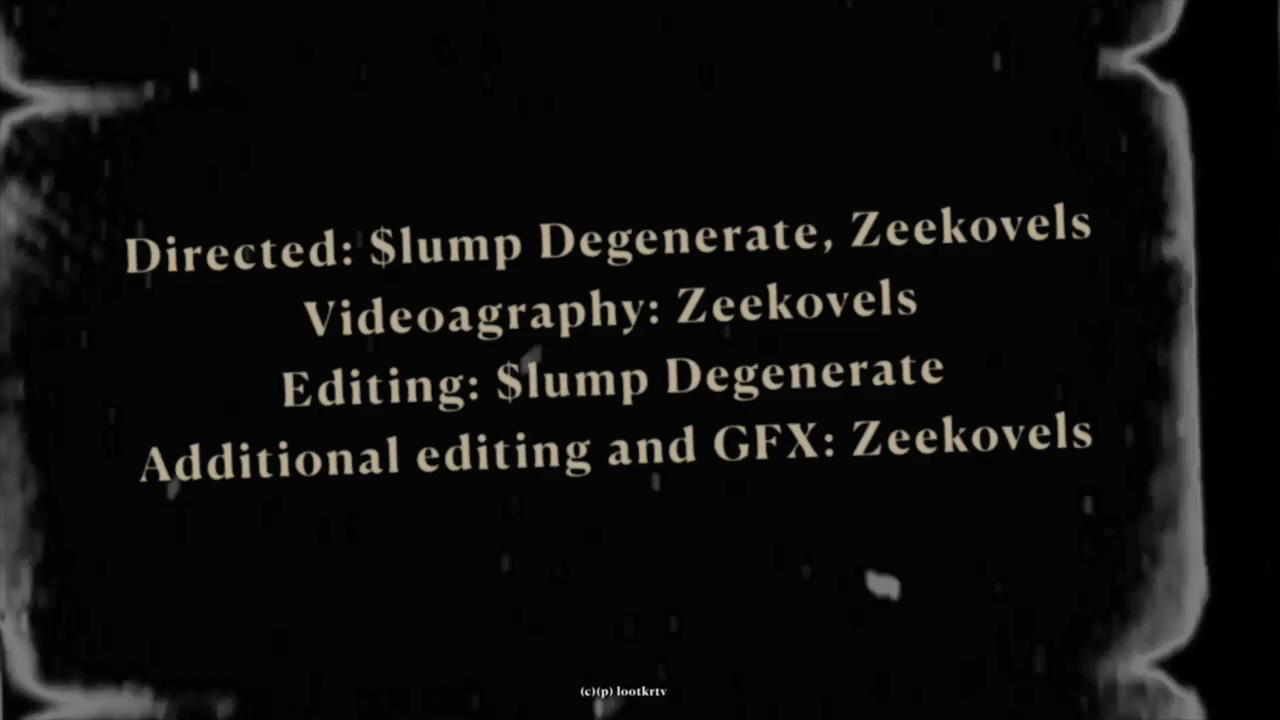 Directed: $lump Degenerate, Zeekovels
Videoagraphy: Zeekovels
Editing: $lump Degenerate
Additional editing and GFX: Zeekovels
(c)(p) lootkrtv